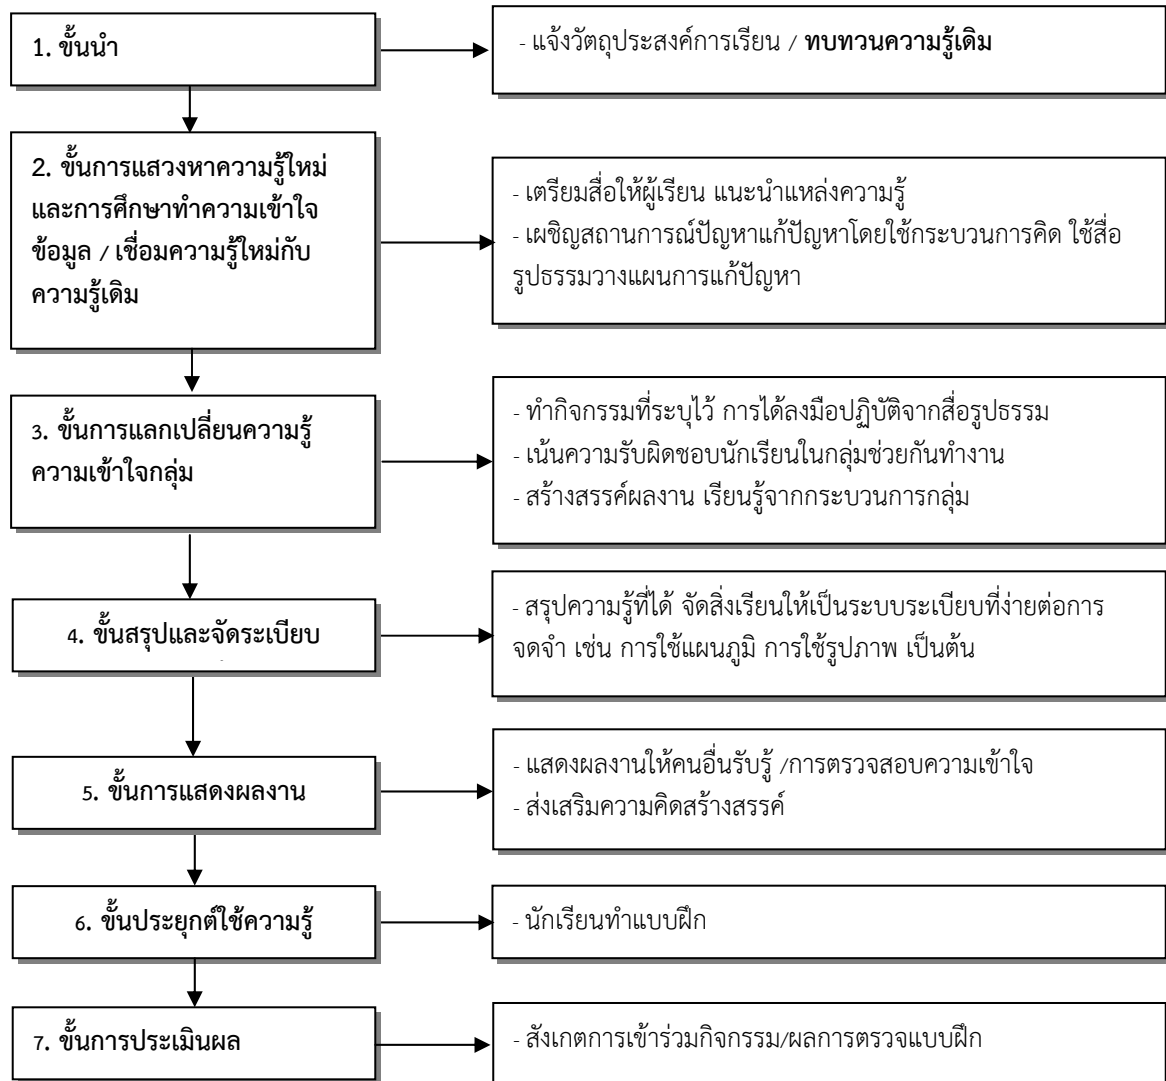 1. ขั้นนำ
- แจ้งวัตถุประสงค์การเรียน / ทบทวนความรู้เดิม
2. ขั้นการแสวงหาความรู้ใหม่
และการศึกษาทำความเข้าใจ
ข้อมูล / เชื่อมความรู้ใหม่กับ
ความรู้เดิม
- เตรียมสื่อให้ผู้เรียน แนะนำแหล่งความรู้
- เผชิญสถานการณ์ปัญหาแก้ปัญหาโดยใช้กระบวนการคิด ใช้สื่อ
รูปธรรมวางแผนการแก้ปัญหา
3. ขั้นการแลกเปลี่ยนความรู้
ความเข้าใจกลุ่ม
- ทำกิจกรรมที่ระบุไว้ การได้ลงมือปฏิบัติจากสื่อรูปธรรม
- เน้นความรับผิดชอบนักเรียนในกลุ่มช่วยกันทำงาน
- สร้างสรรค์ผลงาน เรียนรู้จากกระบวนการกลุ่ม
4. ขั้นสรุปและจัดระเบียบ
- สรุปความรู้ที่ได้ จัดสิ่งเรียนให้เป็นระบบระเบียบที่ง่ายต่อการ
จดจำ เช่น การใช้แผนภูมิ การใช้รูปภาพ เป็นต้น
5. ขั้นการแสดงผลงาน
- แสดงผลงานให้คนอื่นรับรู้ /การตรวจสอบความเข้าใจ
- ส่งเสริมความคิดสร้างสรรค์
6. ขั้นประยุกต์ใช้ความรู้
- นักเรียนทำแบบฝึก
7. ขั้นการประเมินผล
- สังเกตการเข้าร่วมกิจกรรม/ผลการตรวจแบบฝึก